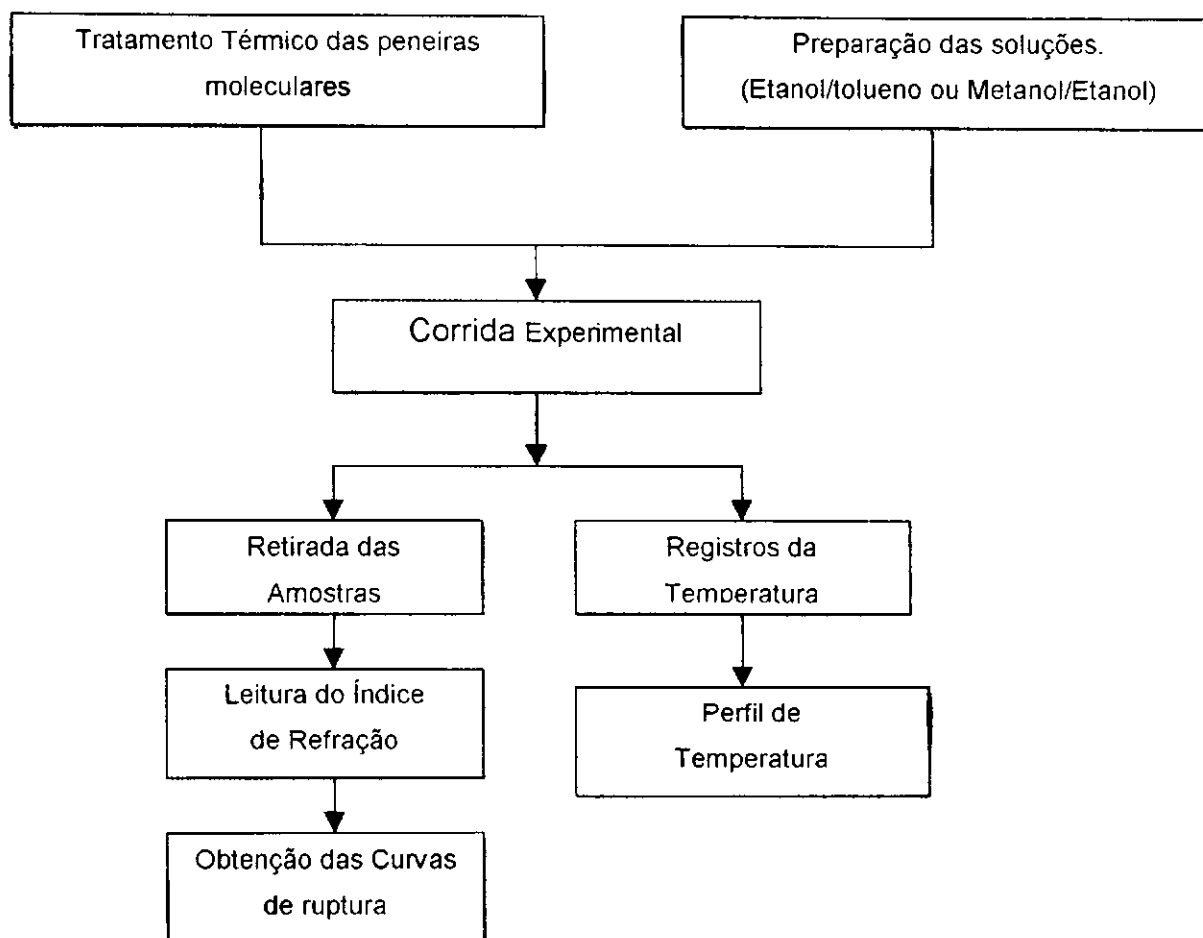 Tratamento Térmico das peneiras
moleculares
Preparação das soluções.
(Etanol/tolueno ou Metanol/Etanol)
Corrida Experimental
Retirada das
Amostras
Registros da
Temperatura
Leitura do Índice
de Refração
Perfil de
Temperatura
Obtenção das Curvas
de ruptura